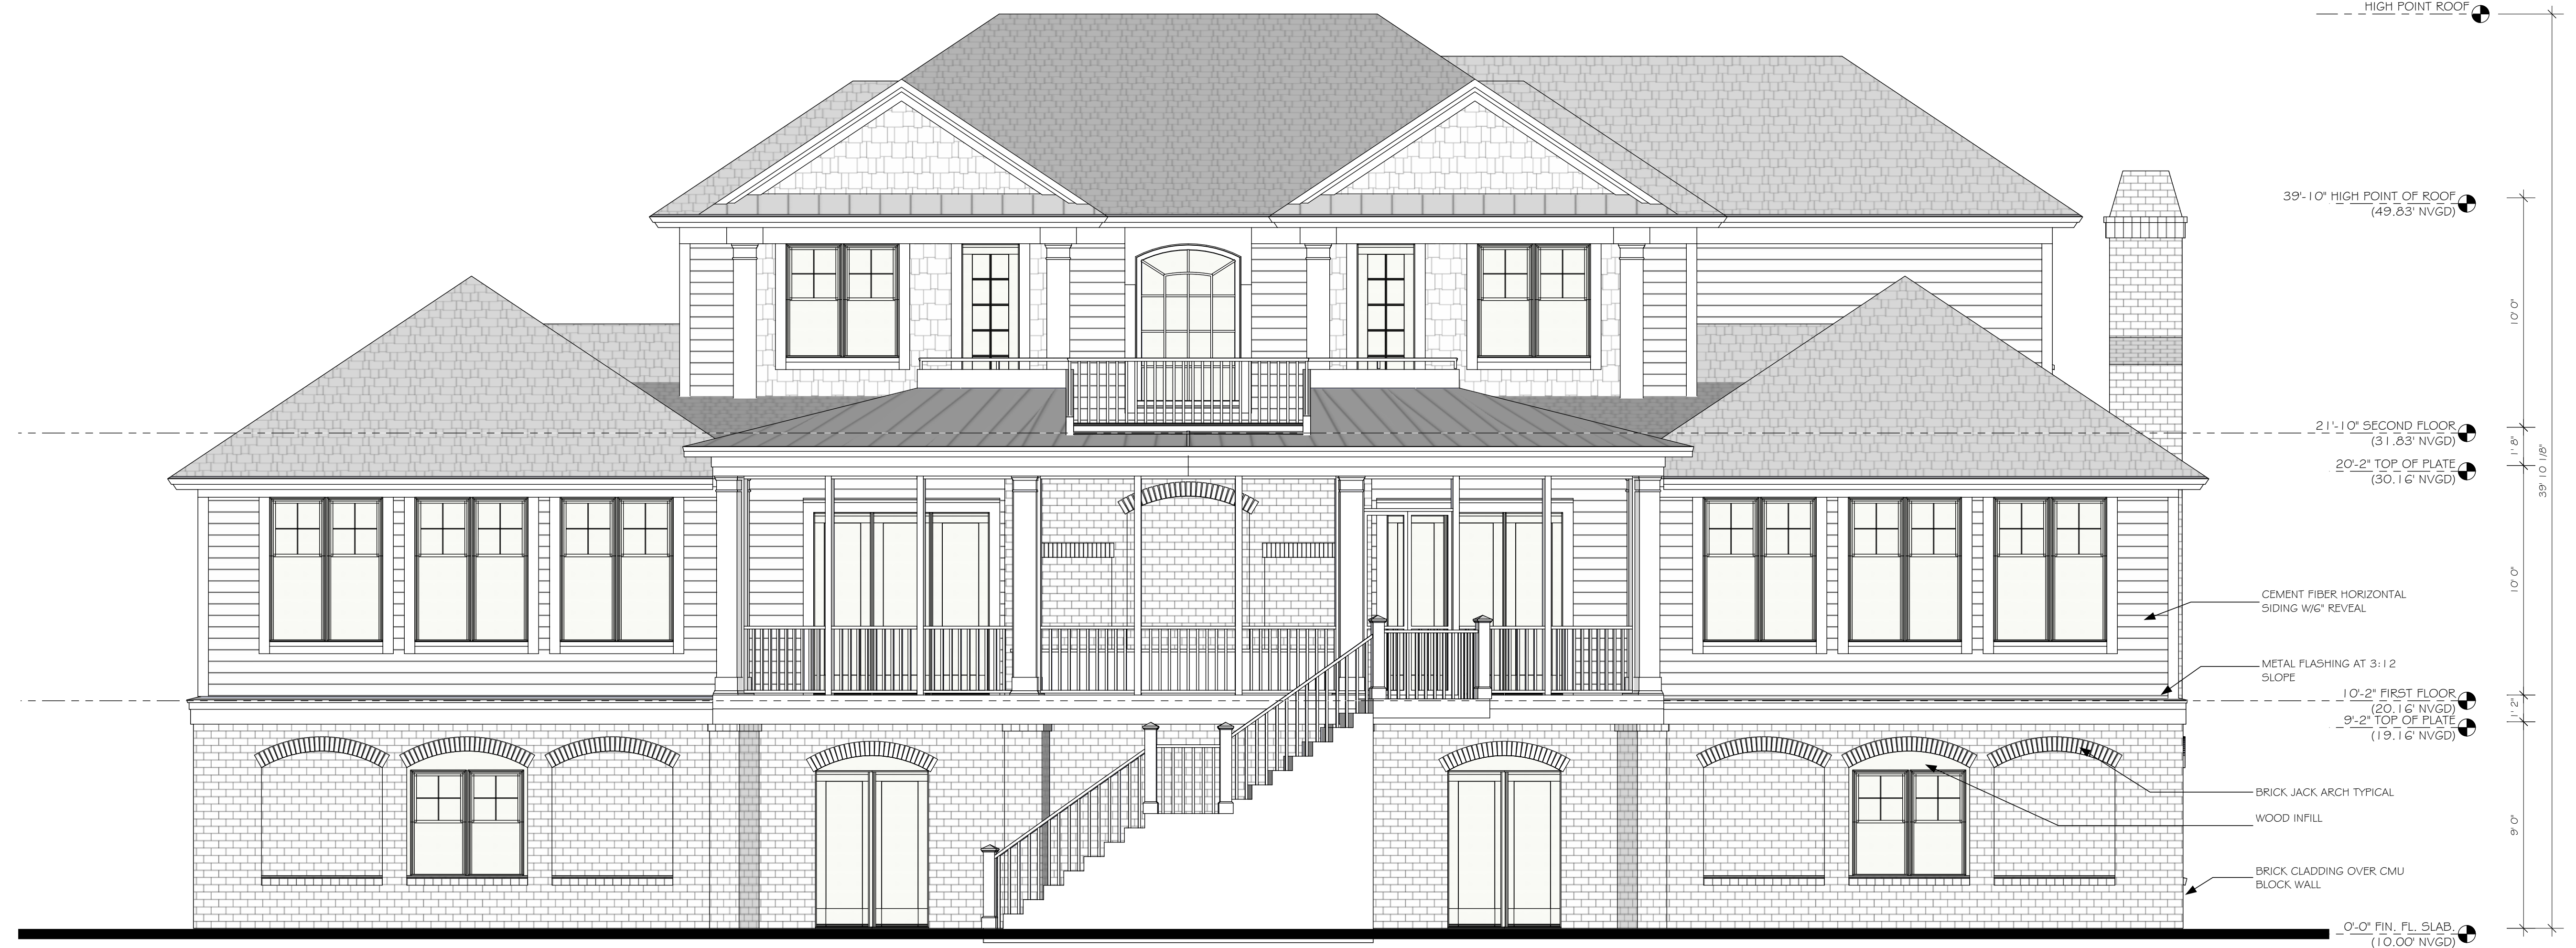 HIGH POINT ROOF
39'-10" HIGH POINT OF ROOF
(49.83' NVGD)
10' 0"
21'-10" SECOND FLOOR
(31.83' NVGD)
1' 8"
20'-2" TOP OF PLATE
(30.16' NVGD)
39' 10 1/8"
10' 0"
CEMENT FIBER HORIZONTAL
SIDING W/6" REVEAL
METAL FLASHING AT 3:12
SLOPE
10'-2" FIRST FLOOR
(20.16' NVGD)
1' 2"
9'-2" TOP OF PLATE
(19.16' NVGD)
BRICK JACK ARCH TYPICAL
WOOD INFILL
9' 0"
BRICK CLADDING OVER CMU
BLOCK WALL
0'-0" FIN. FL. SLAB.
(10.00' NVGD)